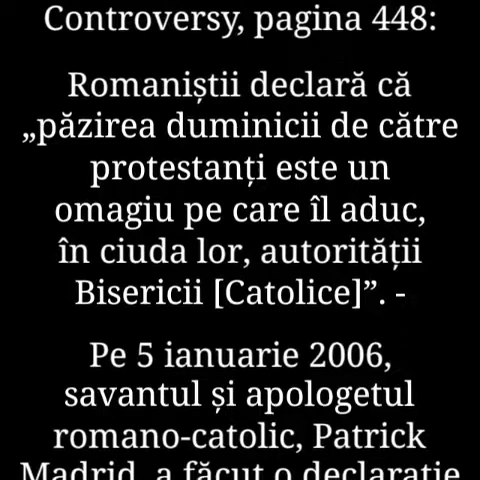 Controversy, pagina 448:
Romaniștii declară că
„păzirea duminicii de către
protestanți este un
omagiu pe care îl aduc,
în ciuda lor, autorității
Bisericii [Catolice]”. -
Pe 5 ianuarie 2006,
savantul și apologetul
romano-catolic, Patrick
Madrid, a făcut o declarație